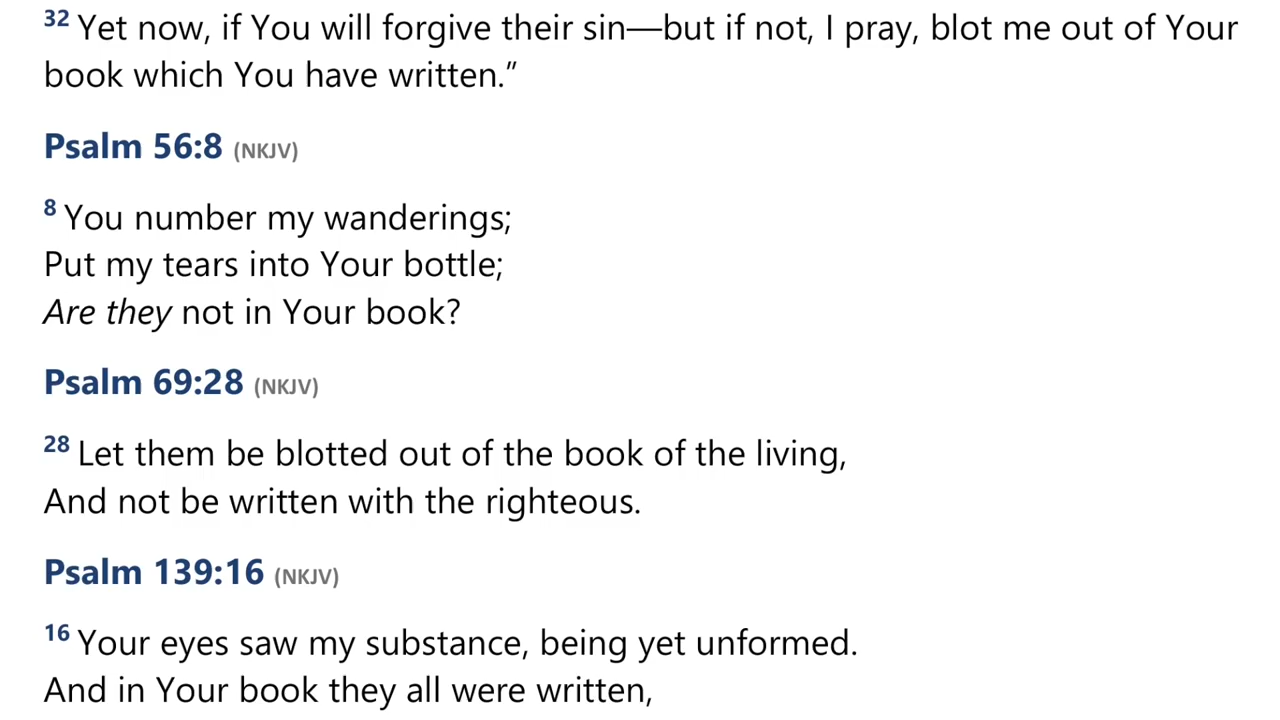 32 Yet now, if You will forgive their sin—but if not, I pray, blot me out of Your
book which You have written.”
Psalm 56:8 (NKJV)
8 You number my wanderings;
Put my tears into Your bottle;
Are they not in Your book?
Psalm 69:28 (NKJV)
28 Let them be blotted out of the book of the living,
And not be written with the righteous.
Psalm 139:16 (NKJV)
16 Your eyes saw my substance, being yet unformed.
And in Your book they all were written,